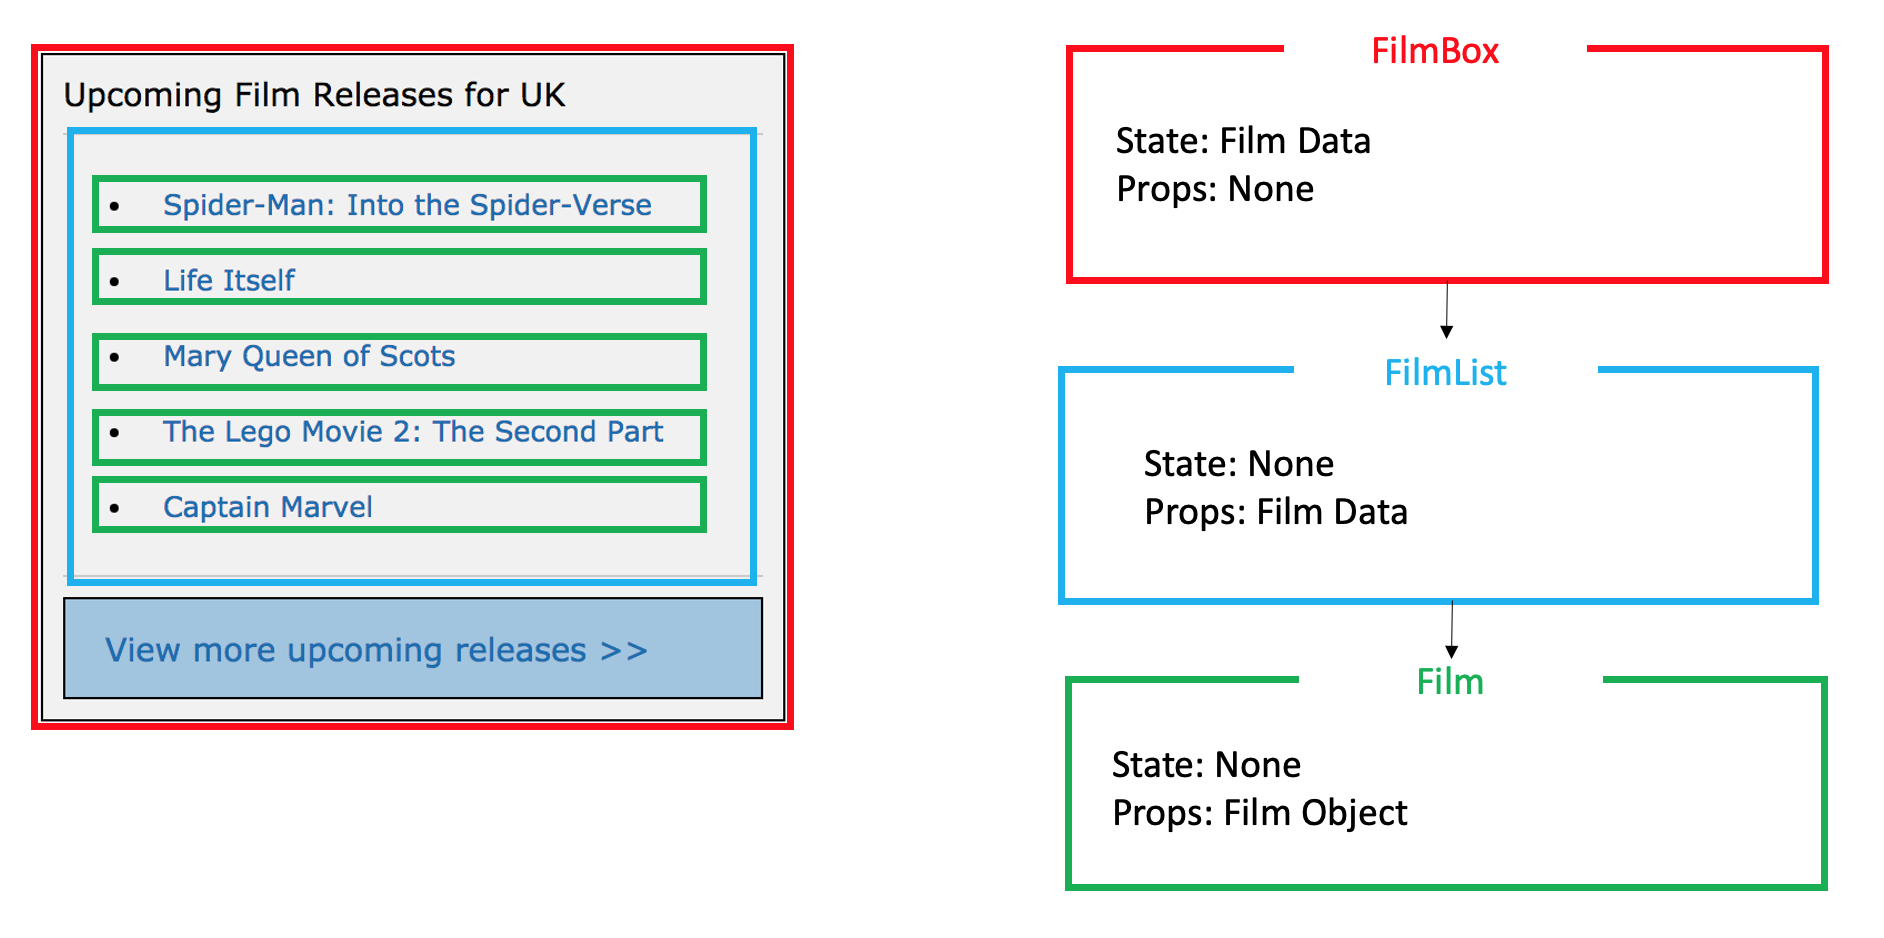 Upcoming Film Releases for UK
• Spider-Man: Into the Spider-Verse
• Life Itself
• Mary Queen of Scots
• The Lego Movie 2: The Second Part
• Captain Marvel
View more upcoming releases >>
FilmBox
State: Film Data
Props: None
FilmList
State: None
Props: Film Data
Film
State: None
Props: Film Object